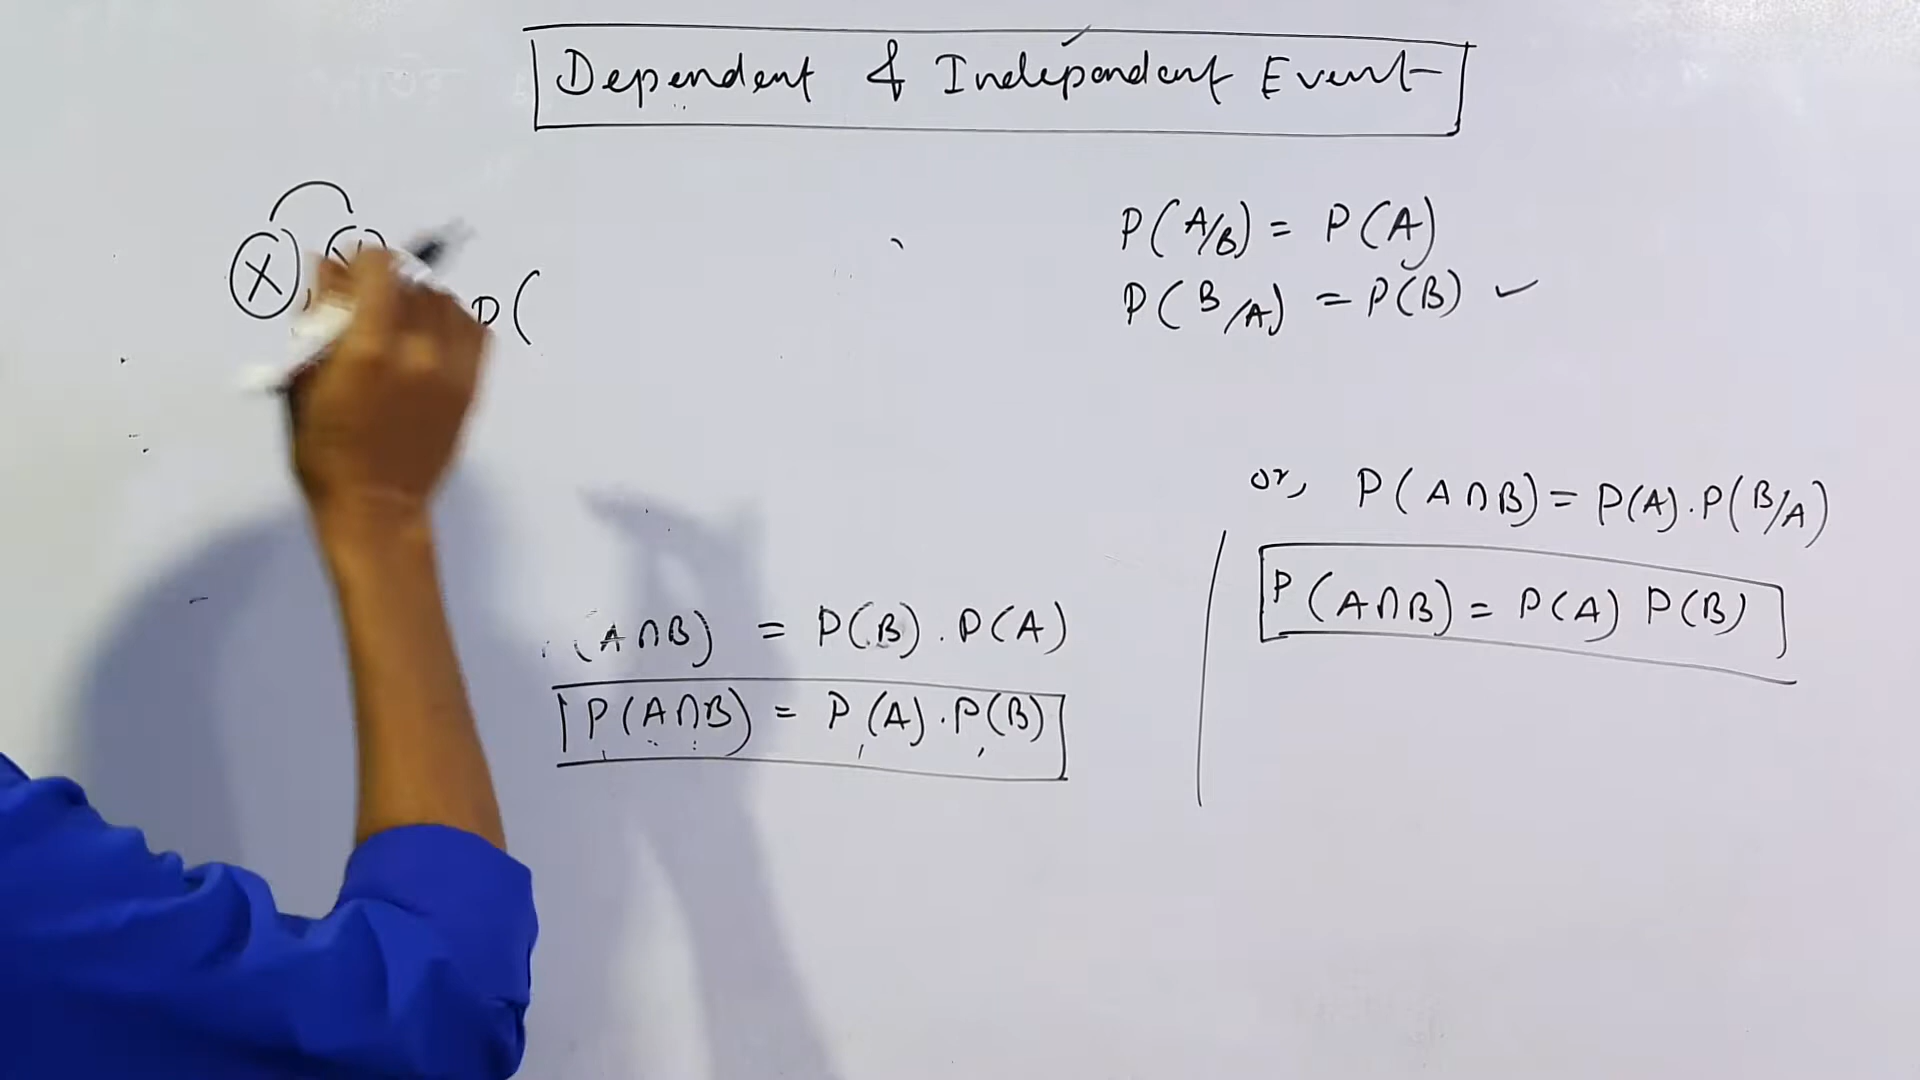 Dependent & Independent Event
X,
P(
P(A/B) = P(A)
P(B/A) = P(B) ✓
or, P(A∩B) = P(A).P(B/A)
P(A∩B) = P(A) P(B)
(A∩B) = P(B).P(A)
P(A∩B) = P(A).P(B)